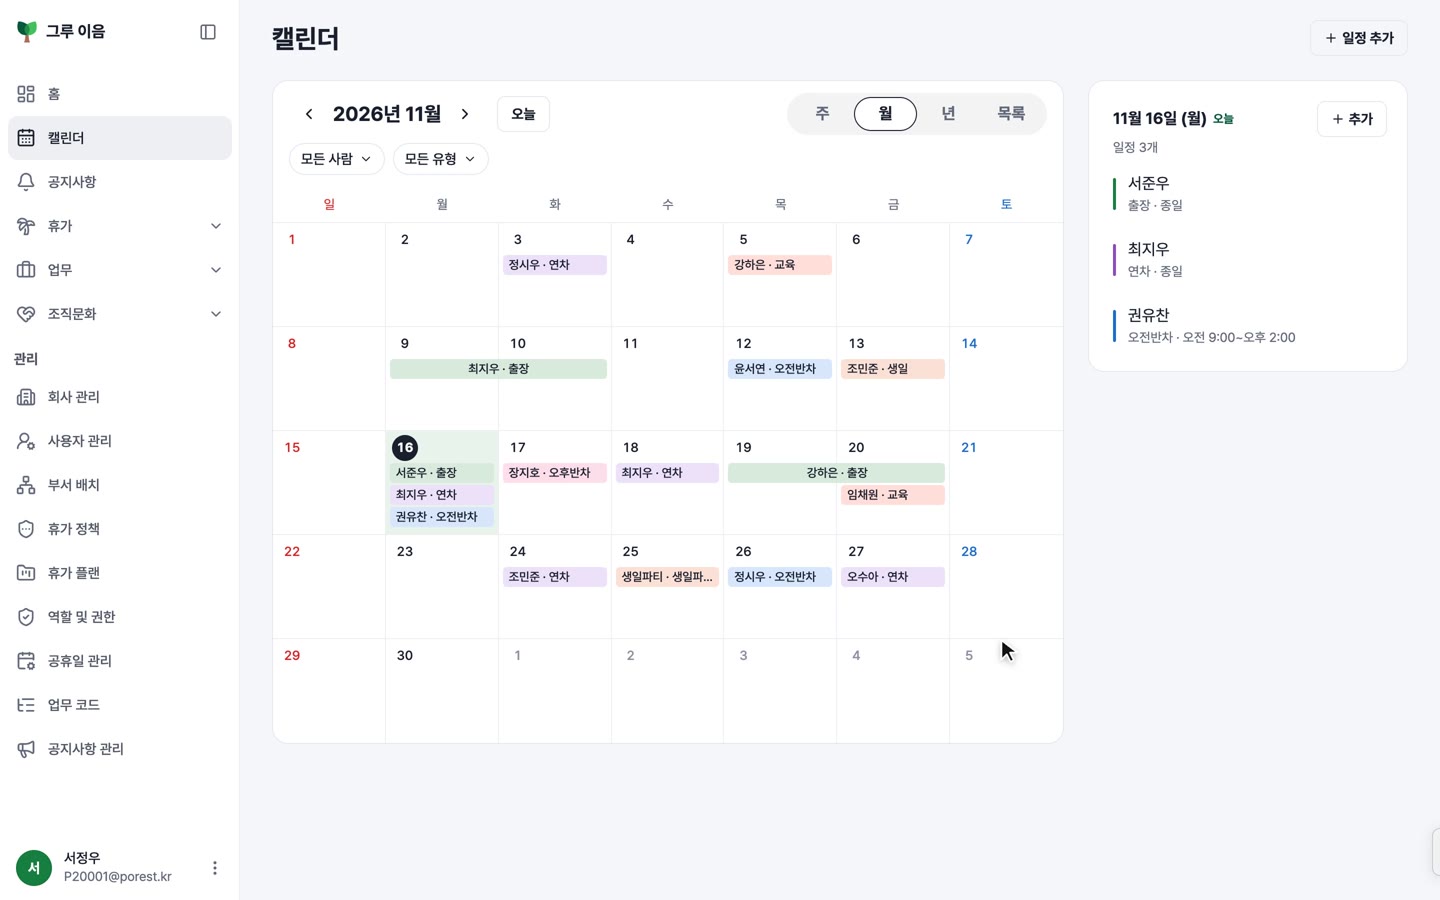 그루 이음
홈
캘린더
공지사항
휴가
업무
조직문화
관리
회사 관리
사용자 관리
부서 배치
휴가 정책
휴가 플랜
역할 및 권한
공휴일 관리
업무 코드
공지사항 관리
서
서정우
P20001@porest.kr
캘린더
+ 일정 추가
2026년 11월
오늘
주 월 년 목록
모든 사람
모든 유형
일 월 화 수 목 금 토
1 2 3 4 5 6 7
정시우 · 연차
강하은 · 교육
8 9 10 11 12 13 14
최지우 · 출장
윤서연 · 오전반차
조민준 · 생일
15 16 17 18 19 20 21
서준우 · 출장
장지호 · 오후반차
최지우 · 연차
강하은 · 출장
최지우 · 연차
임채원 · 교육
권유찬 · 오전반차
22 23 24 25 26 27 28
조민준 · 연차
생일파티 · 생일파...
정시우 · 오전반차
오수아 · 연차
29 30 1 2 3 4 5
11월 16일 (월) 오늘
+ 추가
일정 3개
서준우
출장 · 종일
최지우
연차 · 종일
권유찬
오전반차 · 오전 9:00~오후 2:00